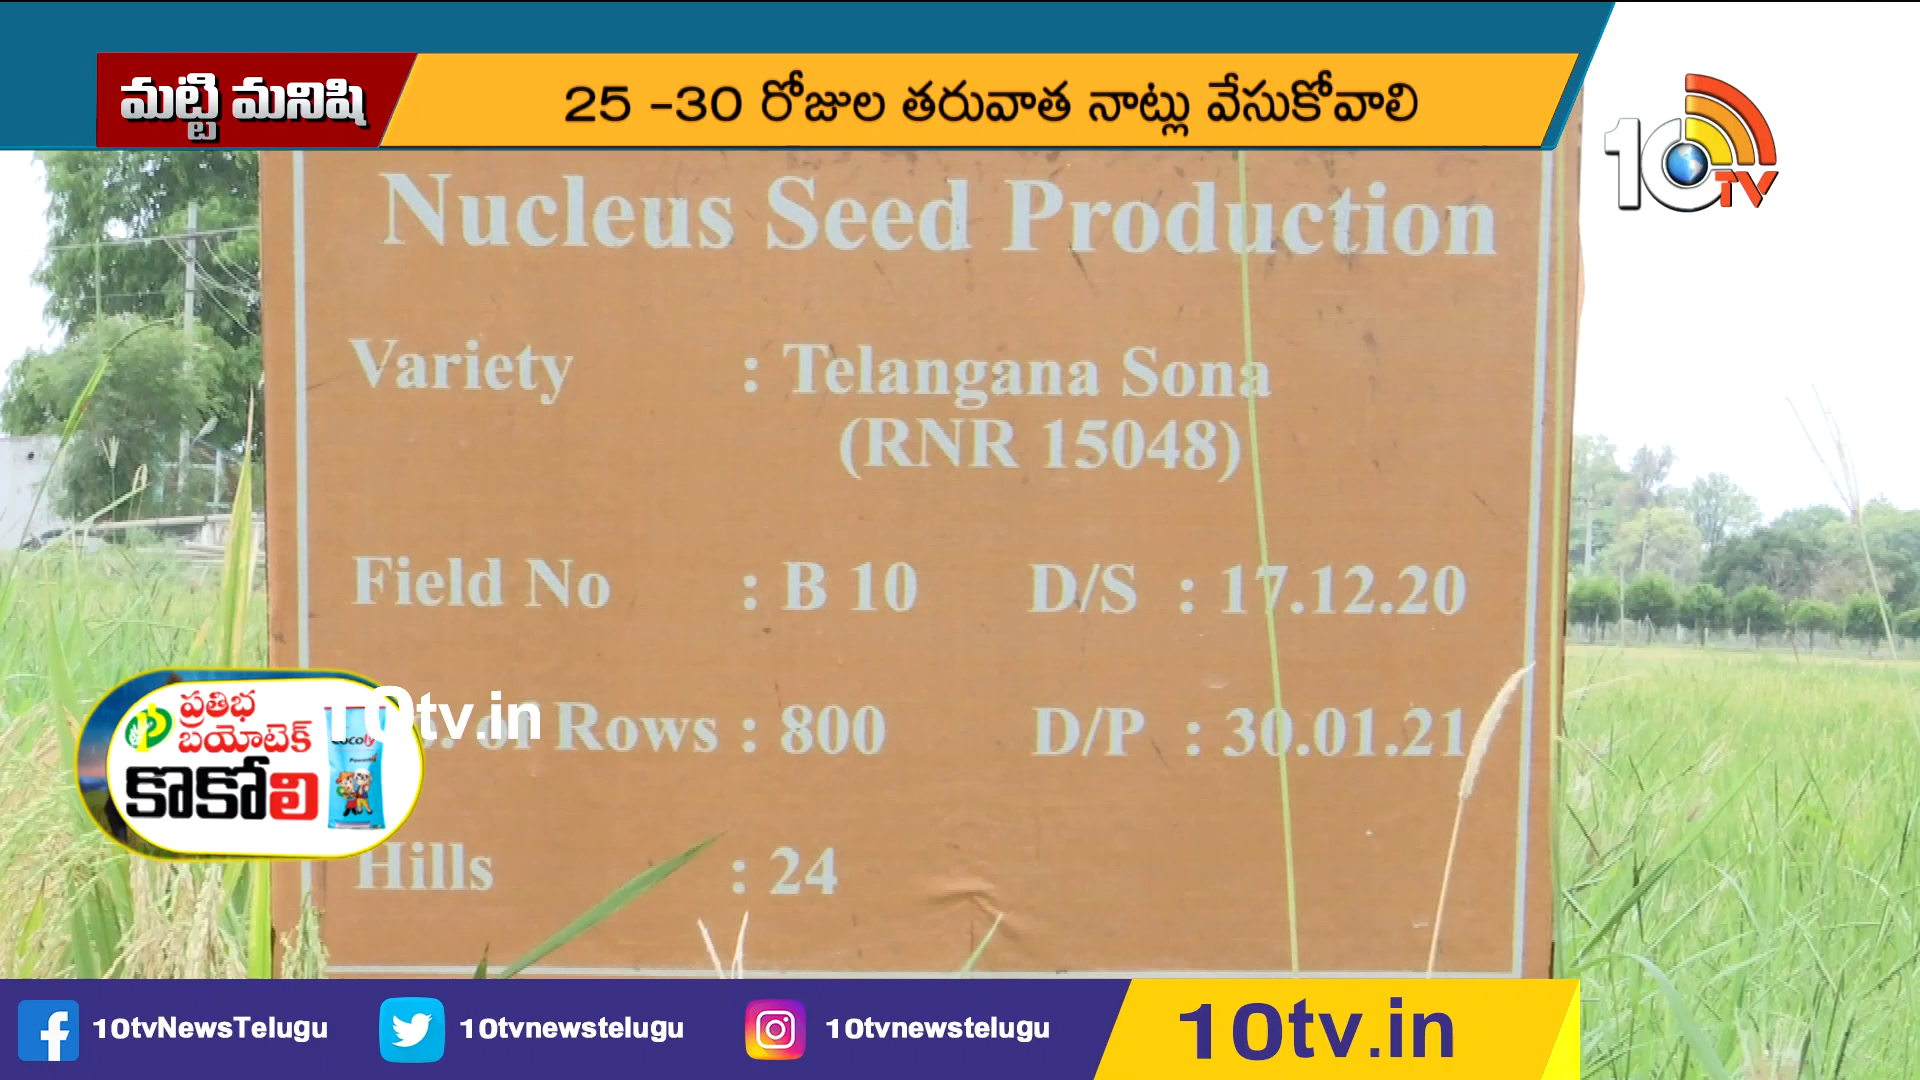 మట్టి మనిషి
25 -30 రోజుల తరువాత నాట్లు వేసుకోవాలి
10TV
Nucleus Seed Production
Variety : Telangana Sona
(RNR 15048)
Field No : B 10 D/S : 17.12.20
of Rows : 800 D/P : 30.01.21
Hills : 24
10tv.in
ప్రతిభ
బయోటెక్
కొకోలి
10tvNewsTelugu
10tvnewstelugu
10tvnewstelugu
10tv.in